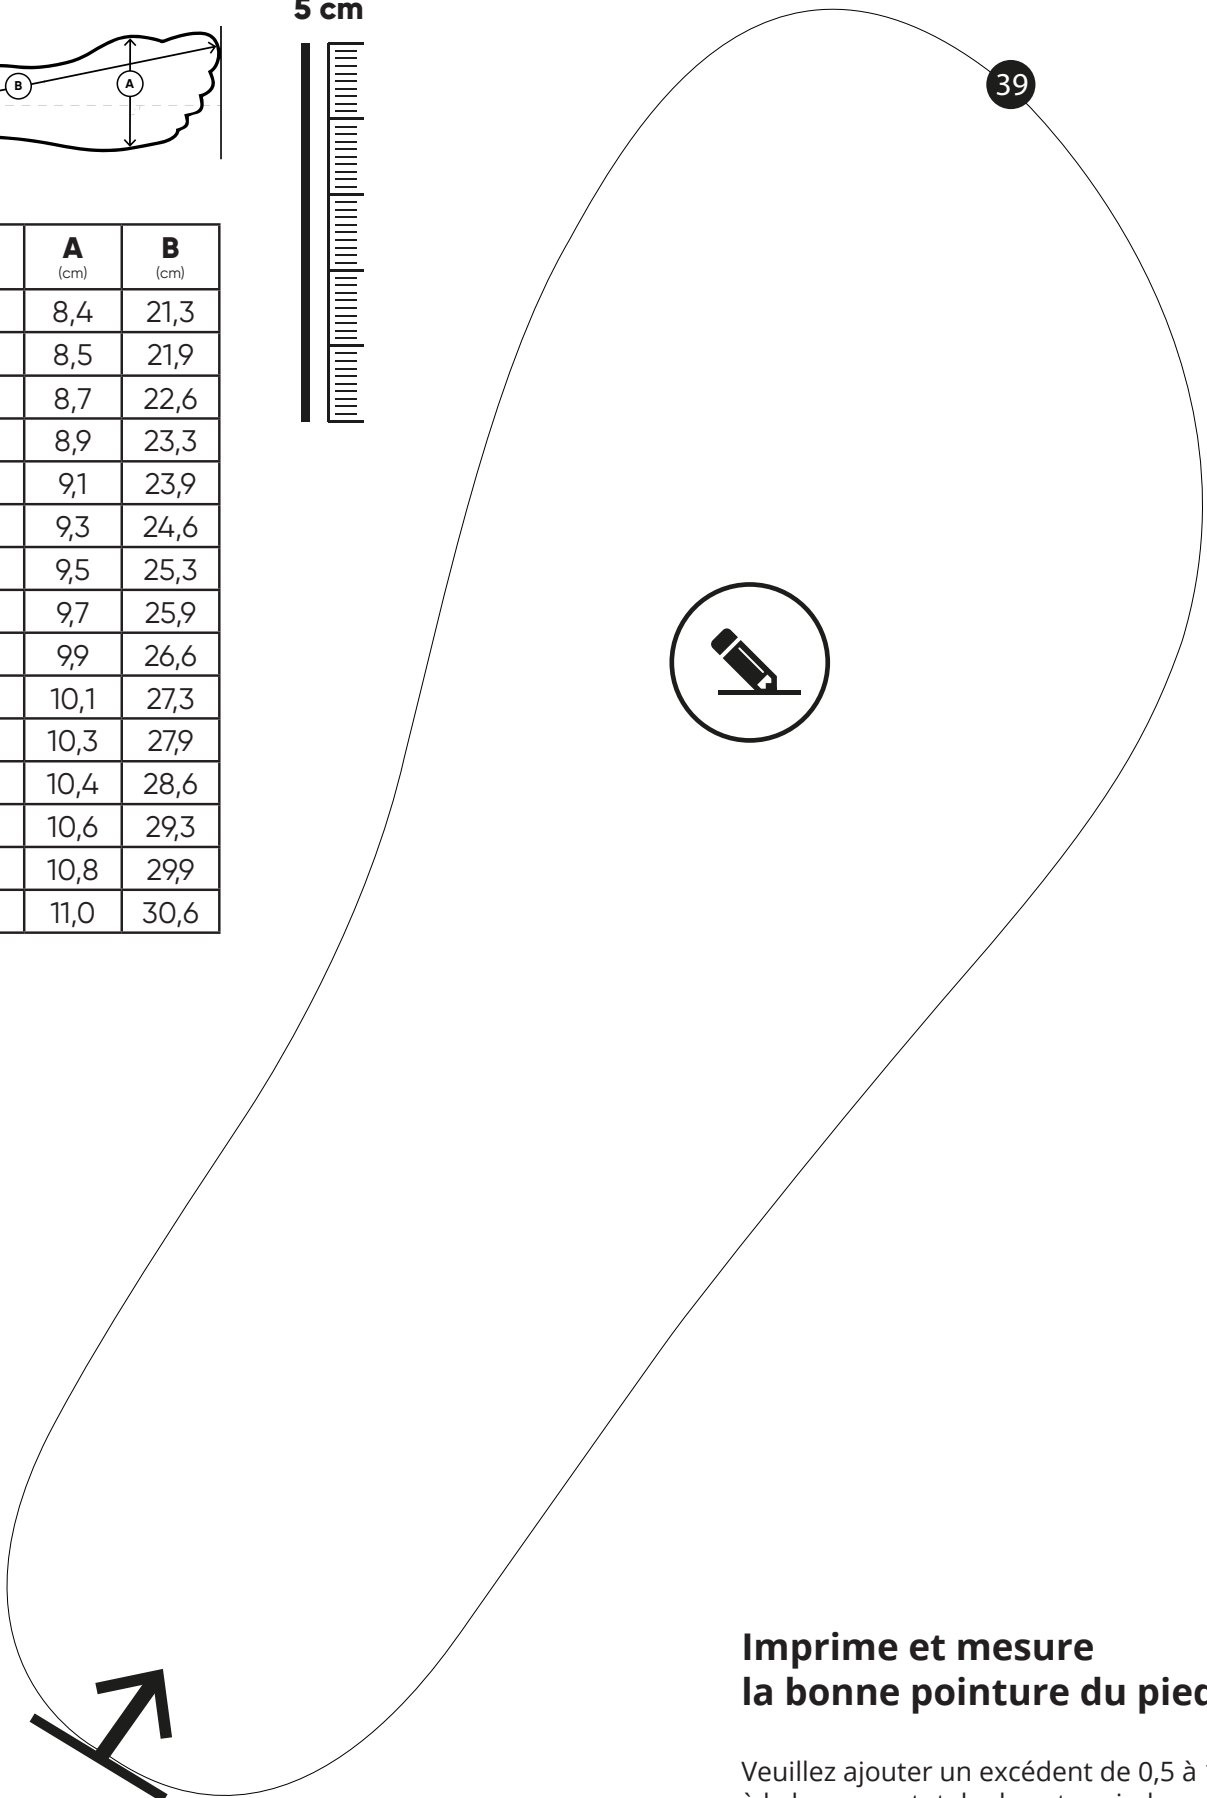 5 cm
39
B
A
A B
(cm) (cm)
8,4 21,3
8,5 21,9
8,7 22,6
8,9 23,3
9,1 23,9
9,3 24,6
9,5 25,3
9,7 25,9
9,9 26,6
10,1 27,3
10,3 27,9
10,4 28,6
10,6 29,3
10,8 29,9
11,0 30,6
Imprime et mesure
la bonne pointure du pied
Veuillez ajouter un excédent de 0,5 à